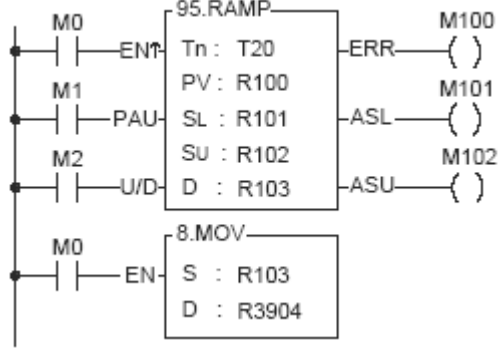 95.RAMP
M0 EN↑ Tn : T20 ERR M100
PV : R100
M1 PAU SL : R101 ASL M101
SU : R102
M2 U/D D : R103 ASU M102
8.MOV
M0 EN S : R103
D : R3904